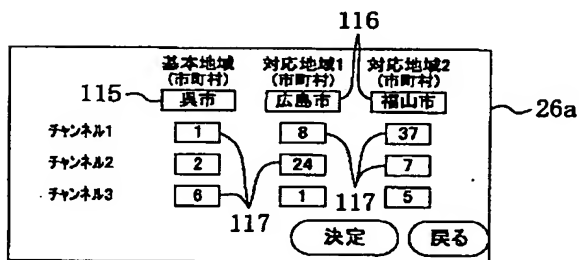 116
基本地域 対応地域1 対応地域2
(市町村) (市町村) (市町村)
115 呉市 広島市 福山市
26a
チャンネル1 1 8 37
チャンネル2 2 24 7
チャンネル3 6 1 5
117 117
決定 戻る